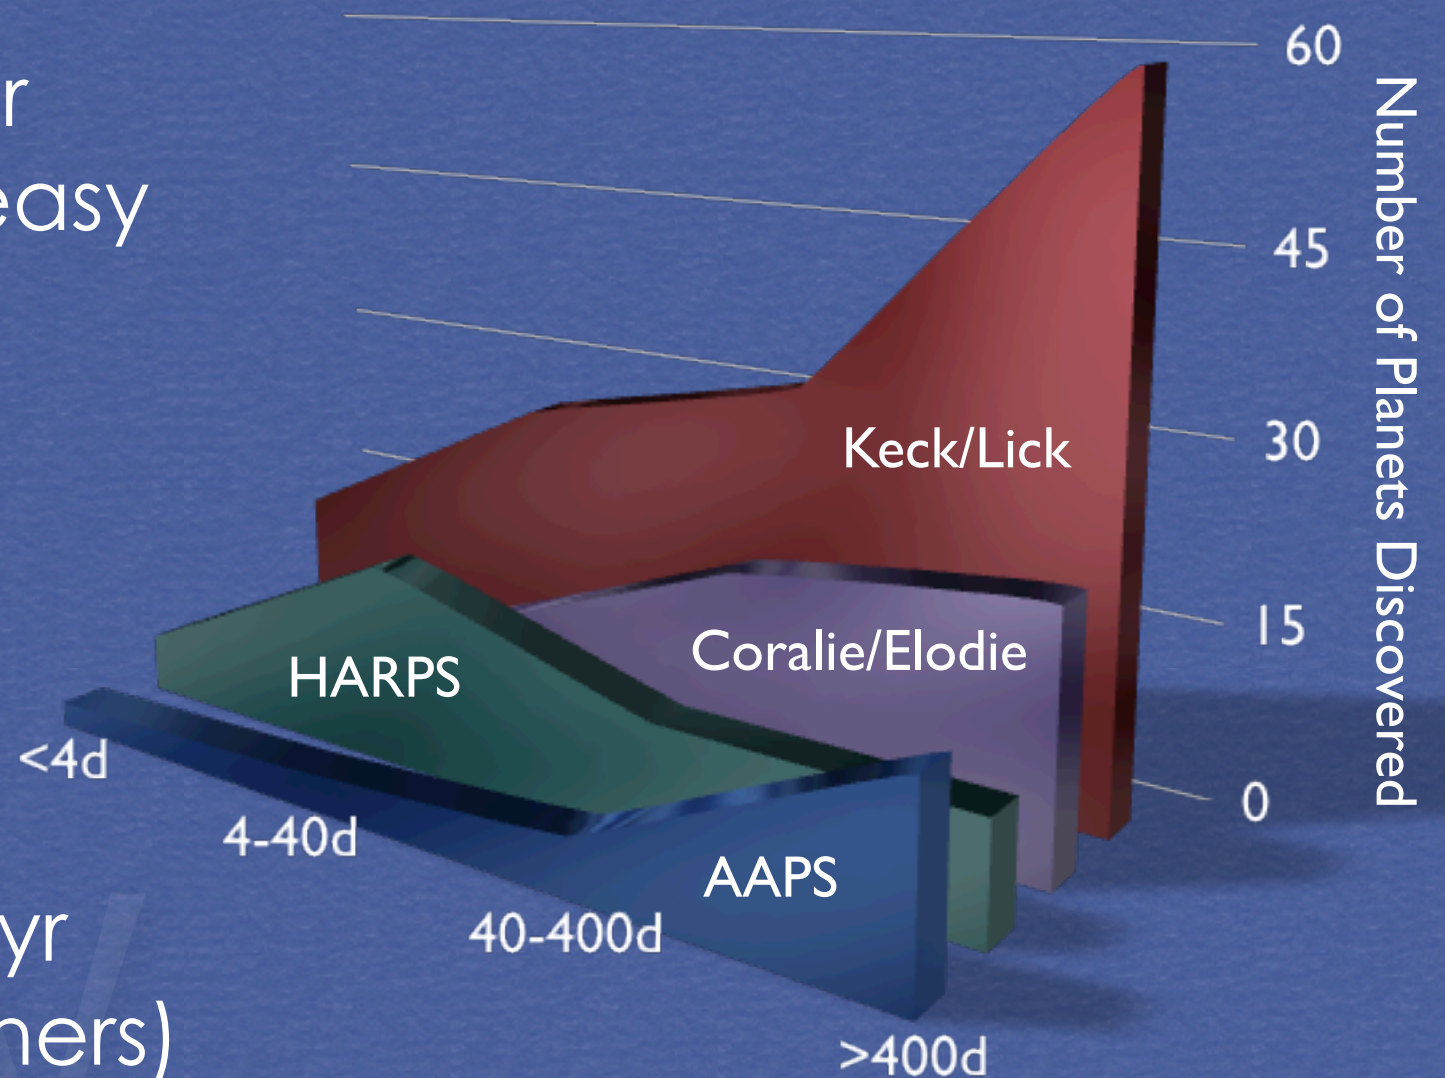 r
easy
yr
ners)
60
45
30
15
0
Number of Planets Discovered
Keck/Lick
Coralie/Elodie
HARPS
AAPS
<4d
4-40d
40-400d
>400d